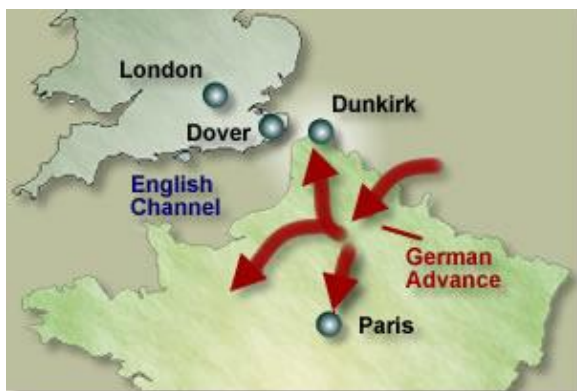 London
Dunkirk
Dover
English
Channel
German
Advance
Paris